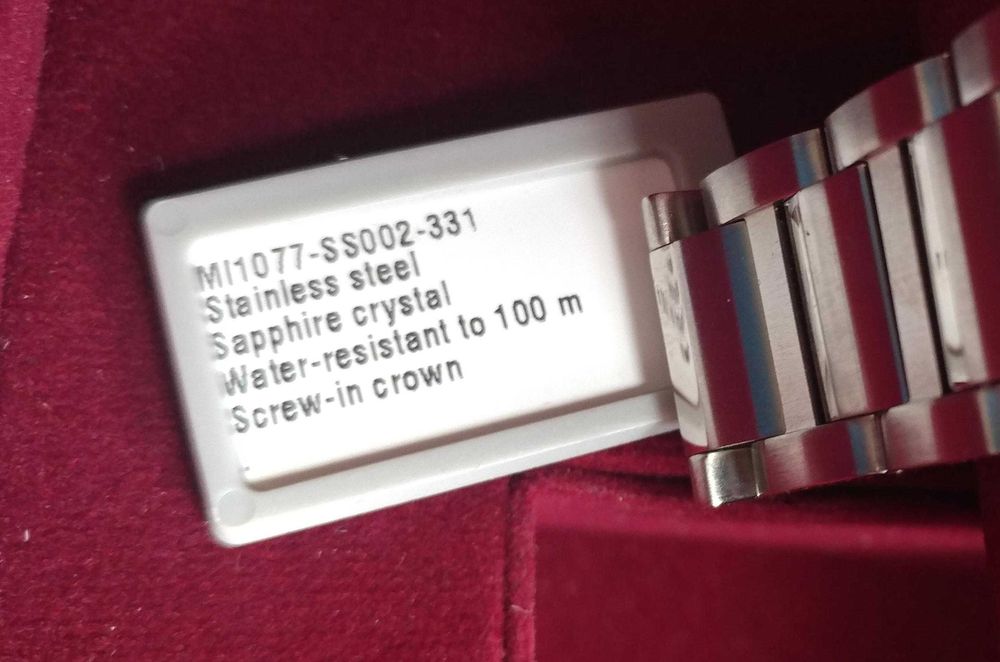 MI1077-SS002-331
Stainless steel
Sapphire crystal
Water-resistant to 100 m
Screw-in crown